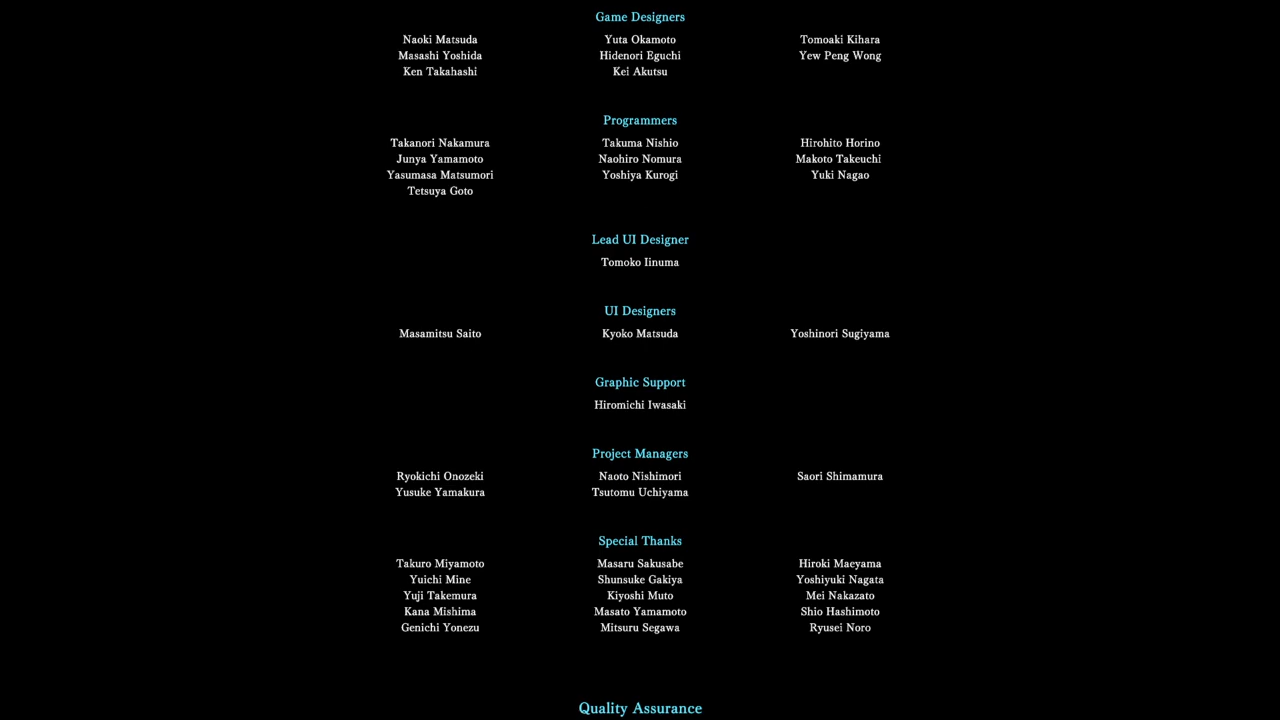 Game Designers
Naoki Matsuda Yuta Okamoto Tomoaki Kihara
Masashi Yoshida Hidenori Eguchi Yew Peng Wong
Ken Takahashi Kei Akutsu
Programmers
Takanori Nakamura Takuma Nishio Hirohito Horino
Junya Yamamoto Naohiro Nomura Makoto Takeuchi
Yasumasa Matsumori Yoshiya Kurogi Yuki Nagao
Tetsuya Goto
Lead UI Designer
Tomoko Iinuma
UI Designers
Masamitsu Saito Kyoko Matsuda Yoshinori Sugiyama
Graphic Support
Hiromichi Iwasaki
Project Managers
Ryokichi Onozeki Naoto Nishimori Saori Shimamura
Yusuke Yamakura Tsutomu Uchiyama
Special Thanks
Takuro Miyamoto Masaru Sakusabe Hiroki Maeyama
Yuichi Mine Shunsuke Gakiya Yoshiyuki Nagata
Yuji Takemura Kiyoshi Muto Mei Nakazato
Kana Mishima Masato Yamamoto Shio Hashimoto
Genichi Yonezu Mitsuru Segawa Ryusei Noro
Quality Assurance